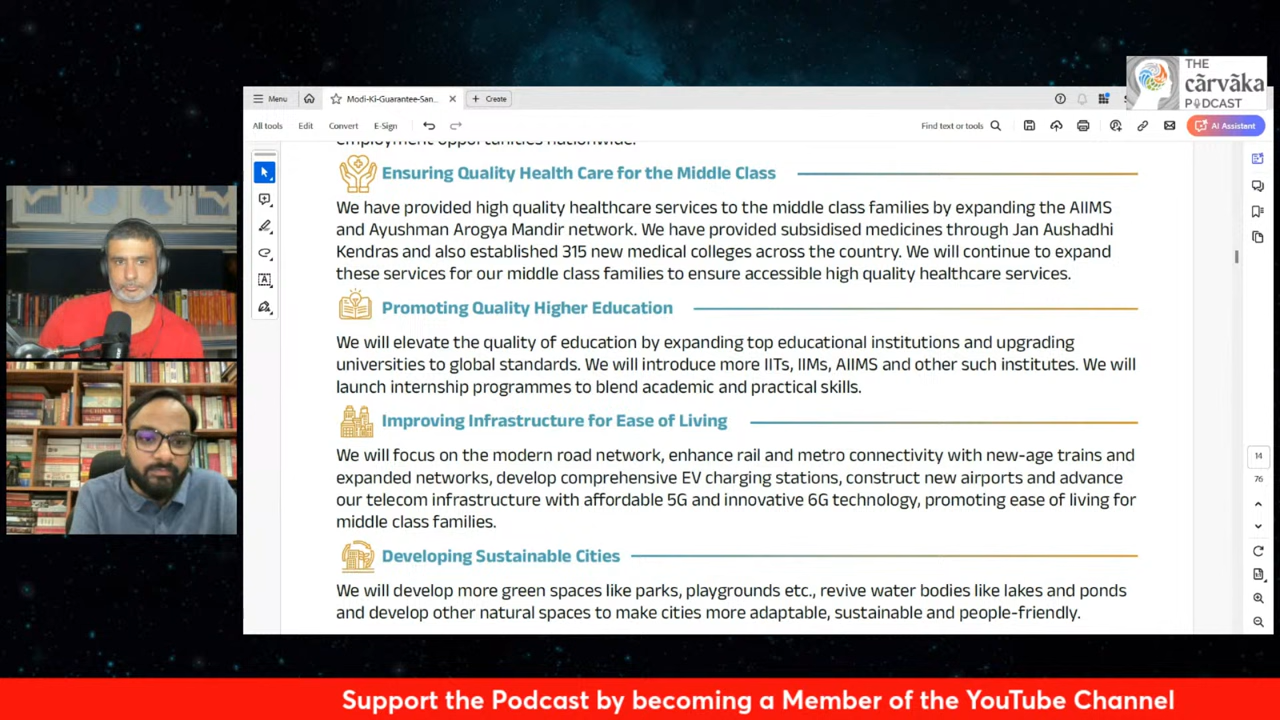 THE
cārvāka
PODCAST
Menu
Modi-Ki-Guarantee-San...
Create
All tools
Edit
Convert
E-Sign
Find text or tools
AI Assistant
employment opportunities nationwide.
Ensuring Quality Health Care for the Middle Class
We have provided high quality healthcare services to the middle class families by expanding the AIIMS
and Ayushman Arogya Mandir network. We have provided subsidised medicines through Jan Aushadhi
Kendras and also established 315 new medical colleges across the country. We will continue to expand
these services for our middle class families to ensure accessible high quality healthcare services.
Promoting Quality Higher Education
We will elevate the quality of education by expanding top educational institutions and upgrading
universities to global standards. We will introduce more IITs, IIMs, AIIMS and other such institutes. We will
launch internship programmes to blend academic and practical skills.
Improving Infrastructure for Ease of Living
We will focus on the modern road network, enhance rail and metro connectivity with new-age trains and
expanded networks, develop comprehensive EV charging stations, construct new airports and advance
our telecom infrastructure with affordable 5G and innovative 6G technology, promoting ease of living for
middle class families.
14
76
Developing Sustainable Cities
We will develop more green spaces like parks, playgrounds etc., revive water bodies like lakes and ponds
and develop other natural spaces to make cities more adaptable, sustainable and people-friendly.
Support the Podcast by becoming a Member of the YouTube Channel